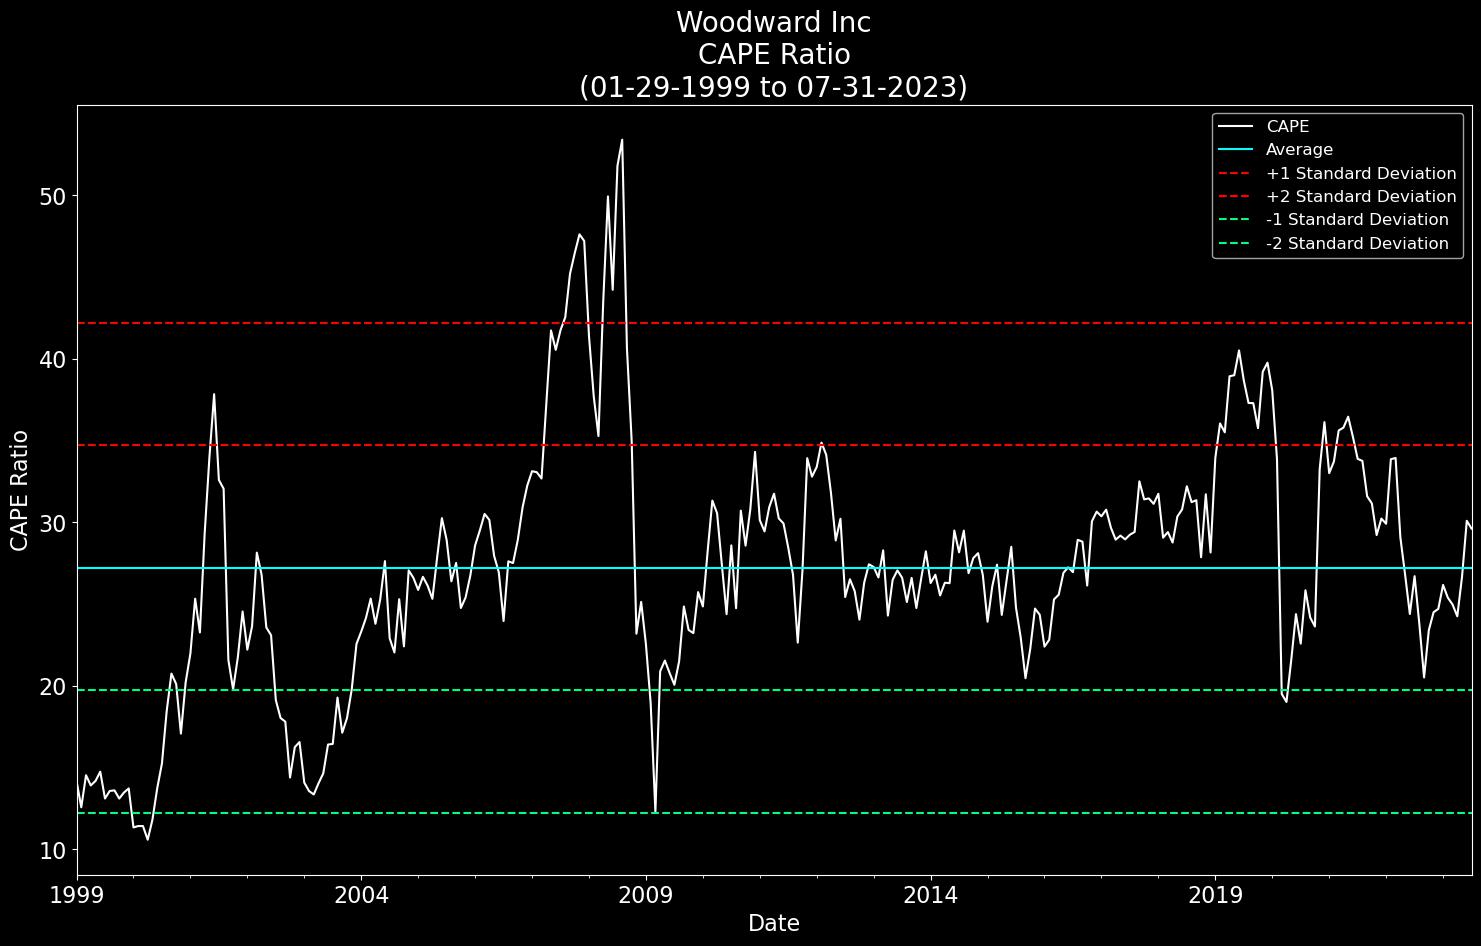 Woodward Inc
CAPE Ratio
(01-29-1999 to 07-31-2023)
CAPE
Average
+1 Standard Deviation
+2 Standard Deviation
-1 Standard Deviation
-2 Standard Deviation
CAPE Ratio
50
40
30
20
10
1999 2004 2009 2014 2019
Date